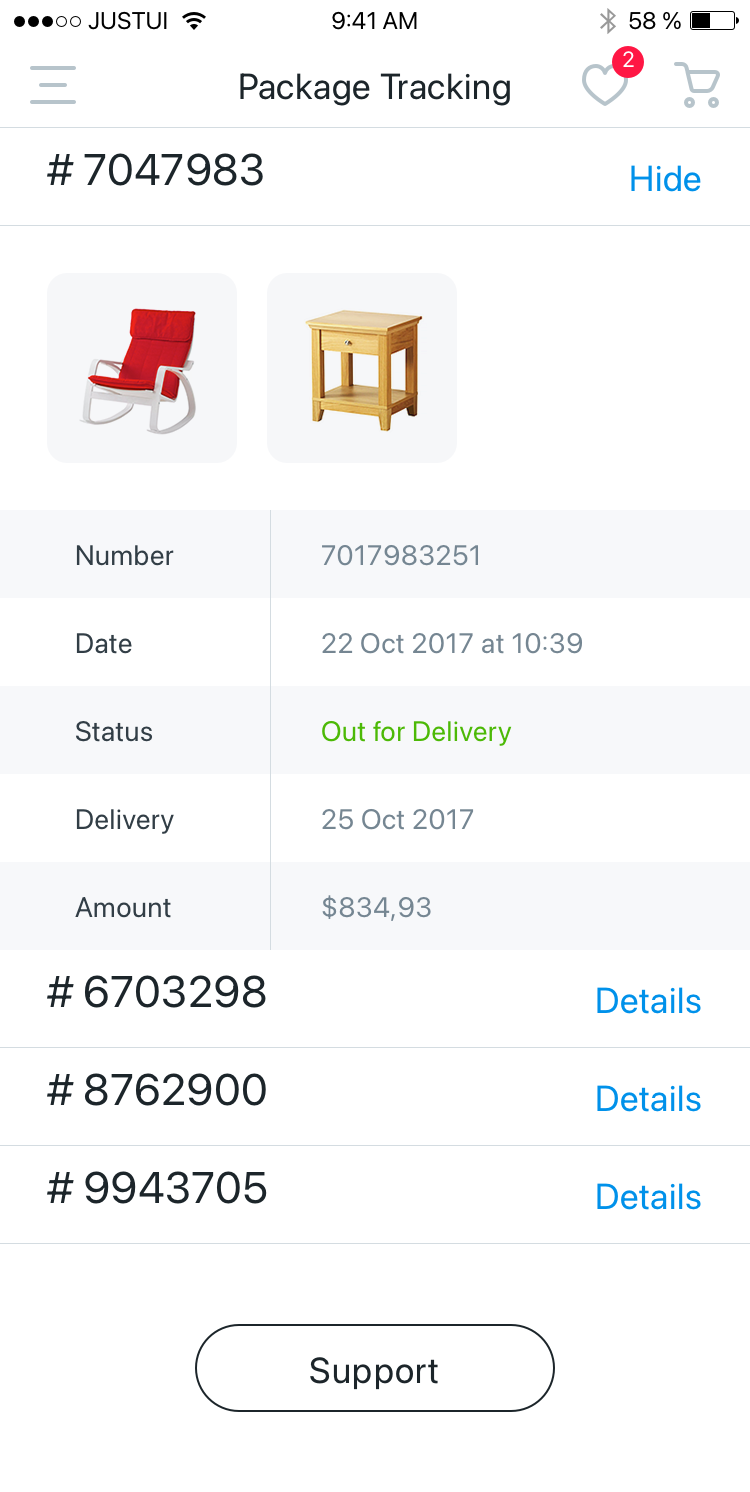 JUSTUI 9:41 AM 58 %
Package Tracking 2
# 7047983 Hide
Number 7017983251
Date 22 Oct 2017 at 10:39
Status Out for Delivery
Delivery 25 Oct 2017
Amount $834,93
# 6703298 Details
# 8762900 Details
# 9943705 Details
Support